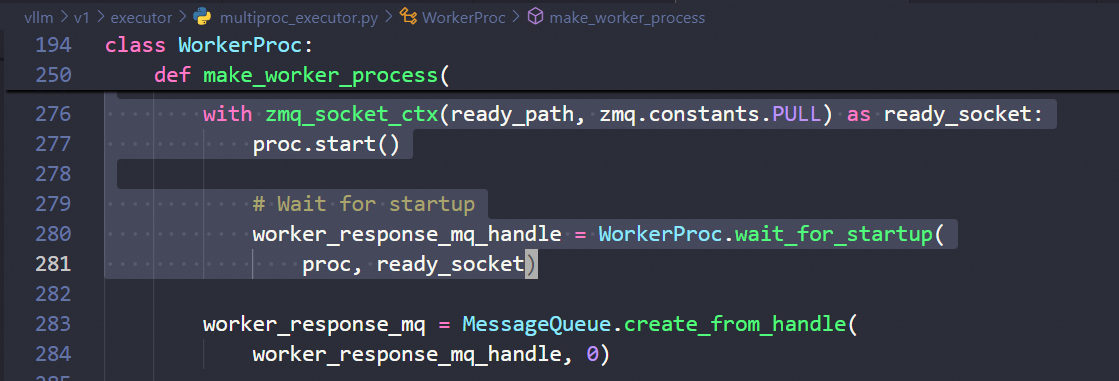 vllm > v1 > executor > multiproc_executor.py > WorkerProc > make_worker_process
194 class WorkerProc:
250 def make_worker_process(
276 with zmq_socket_ctx(ready_path, zmq.constants.PULL) as ready_socket:
277 proc.start()
278
279 # Wait for startup
280 worker_response_mq_handle = WorkerProc.wait_for_startup(
281 proc, ready_socket)
282
283 worker_response_mq = MessageQueue.create_from_handle(
284 worker_response_mq_handle, 0)
285